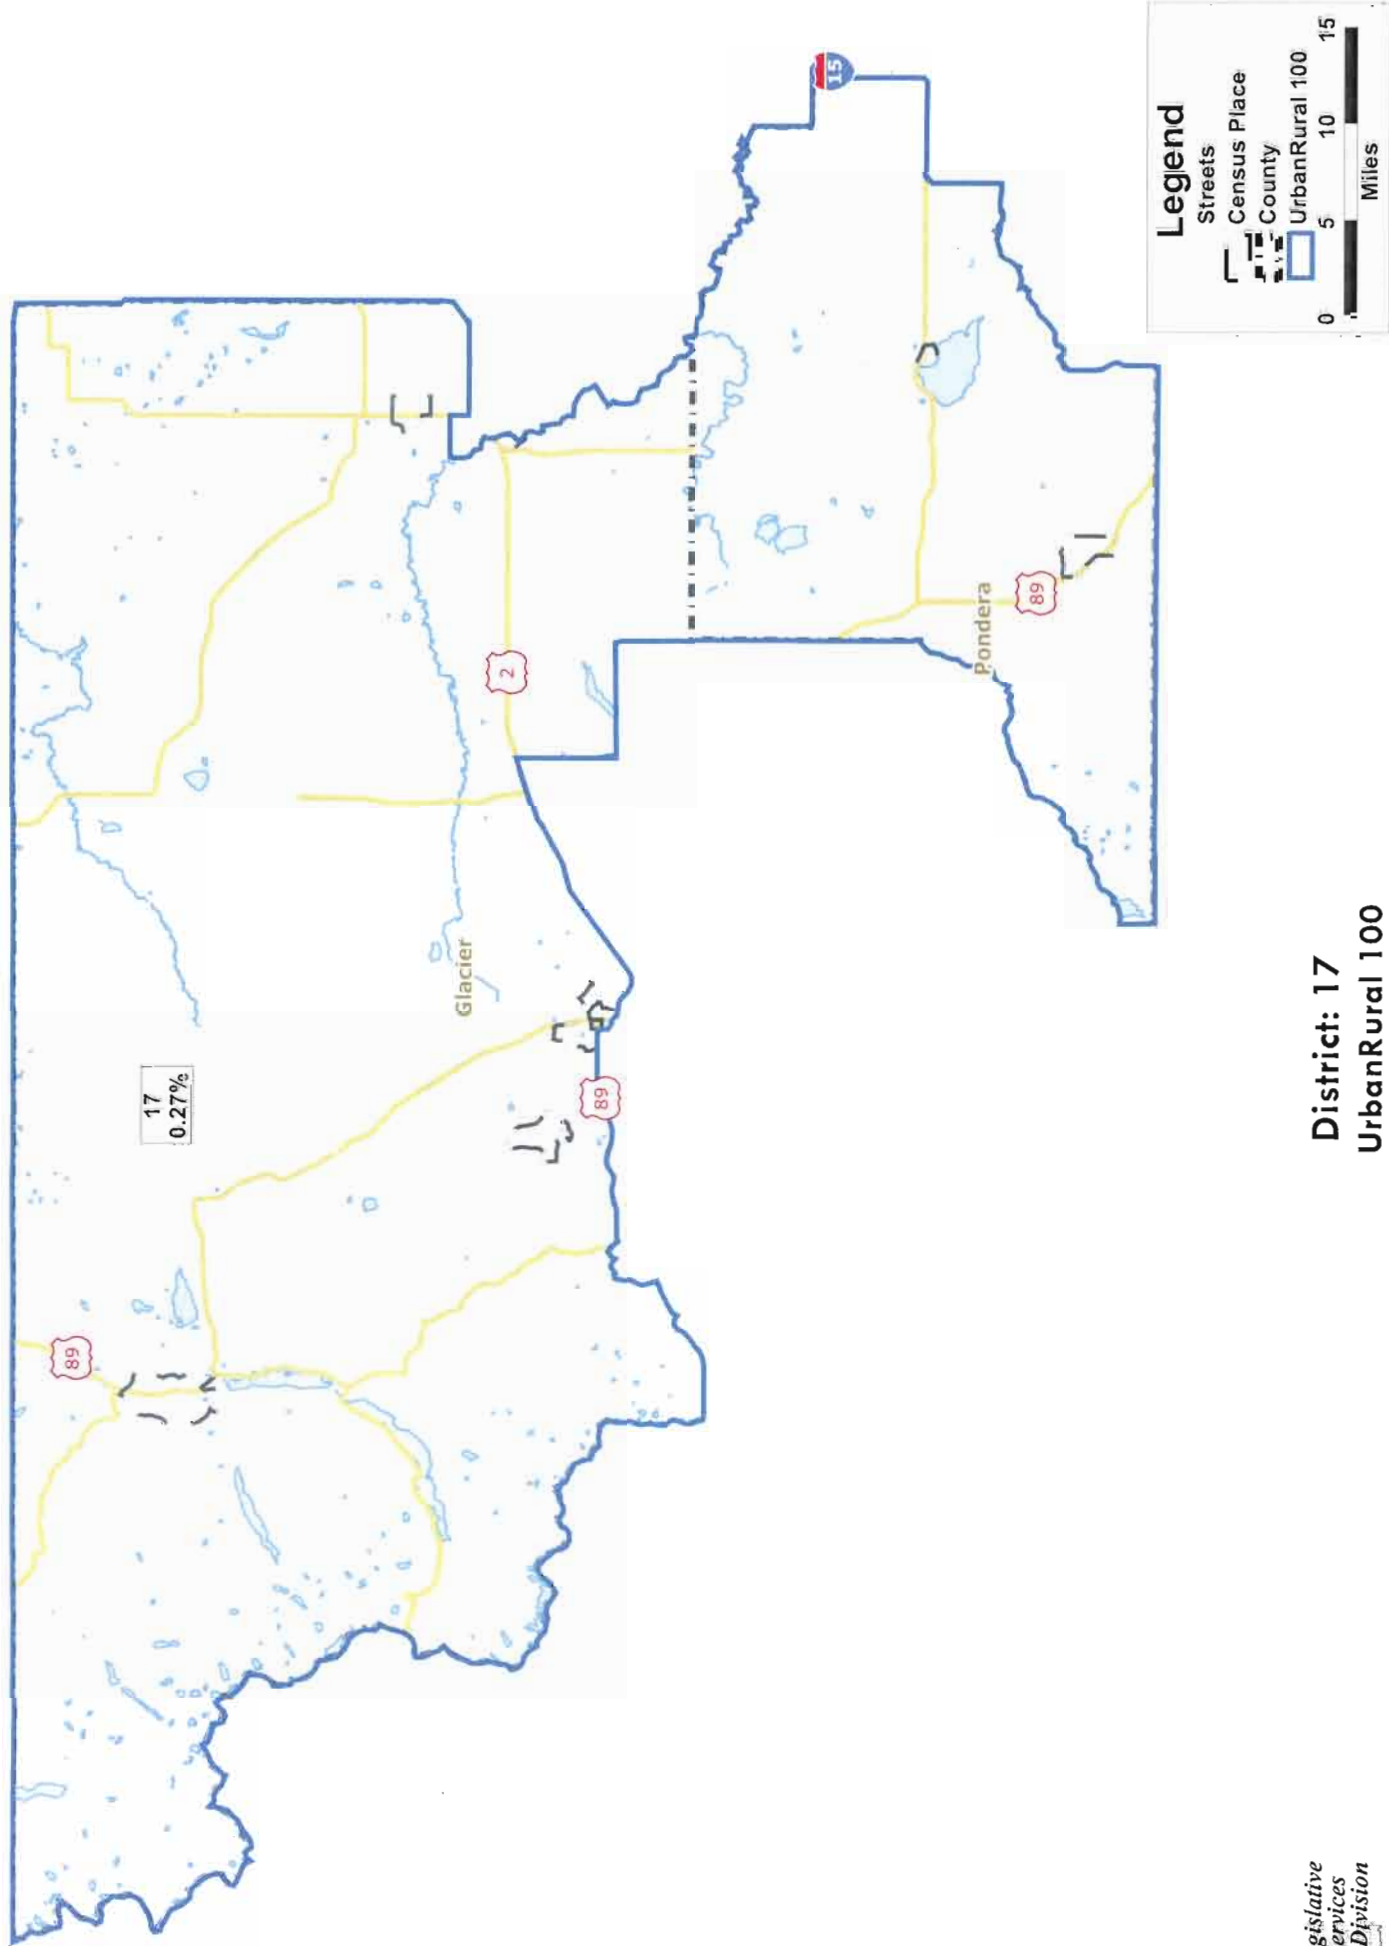 89
17
0.27%
Glacier
89
2
Pondera
89
15
Legend
Streets
Census Place
County
UrbanRural 100
0 5 10 15
Miles
District: 17
UrbanRural 100
gislative
ervices
Division